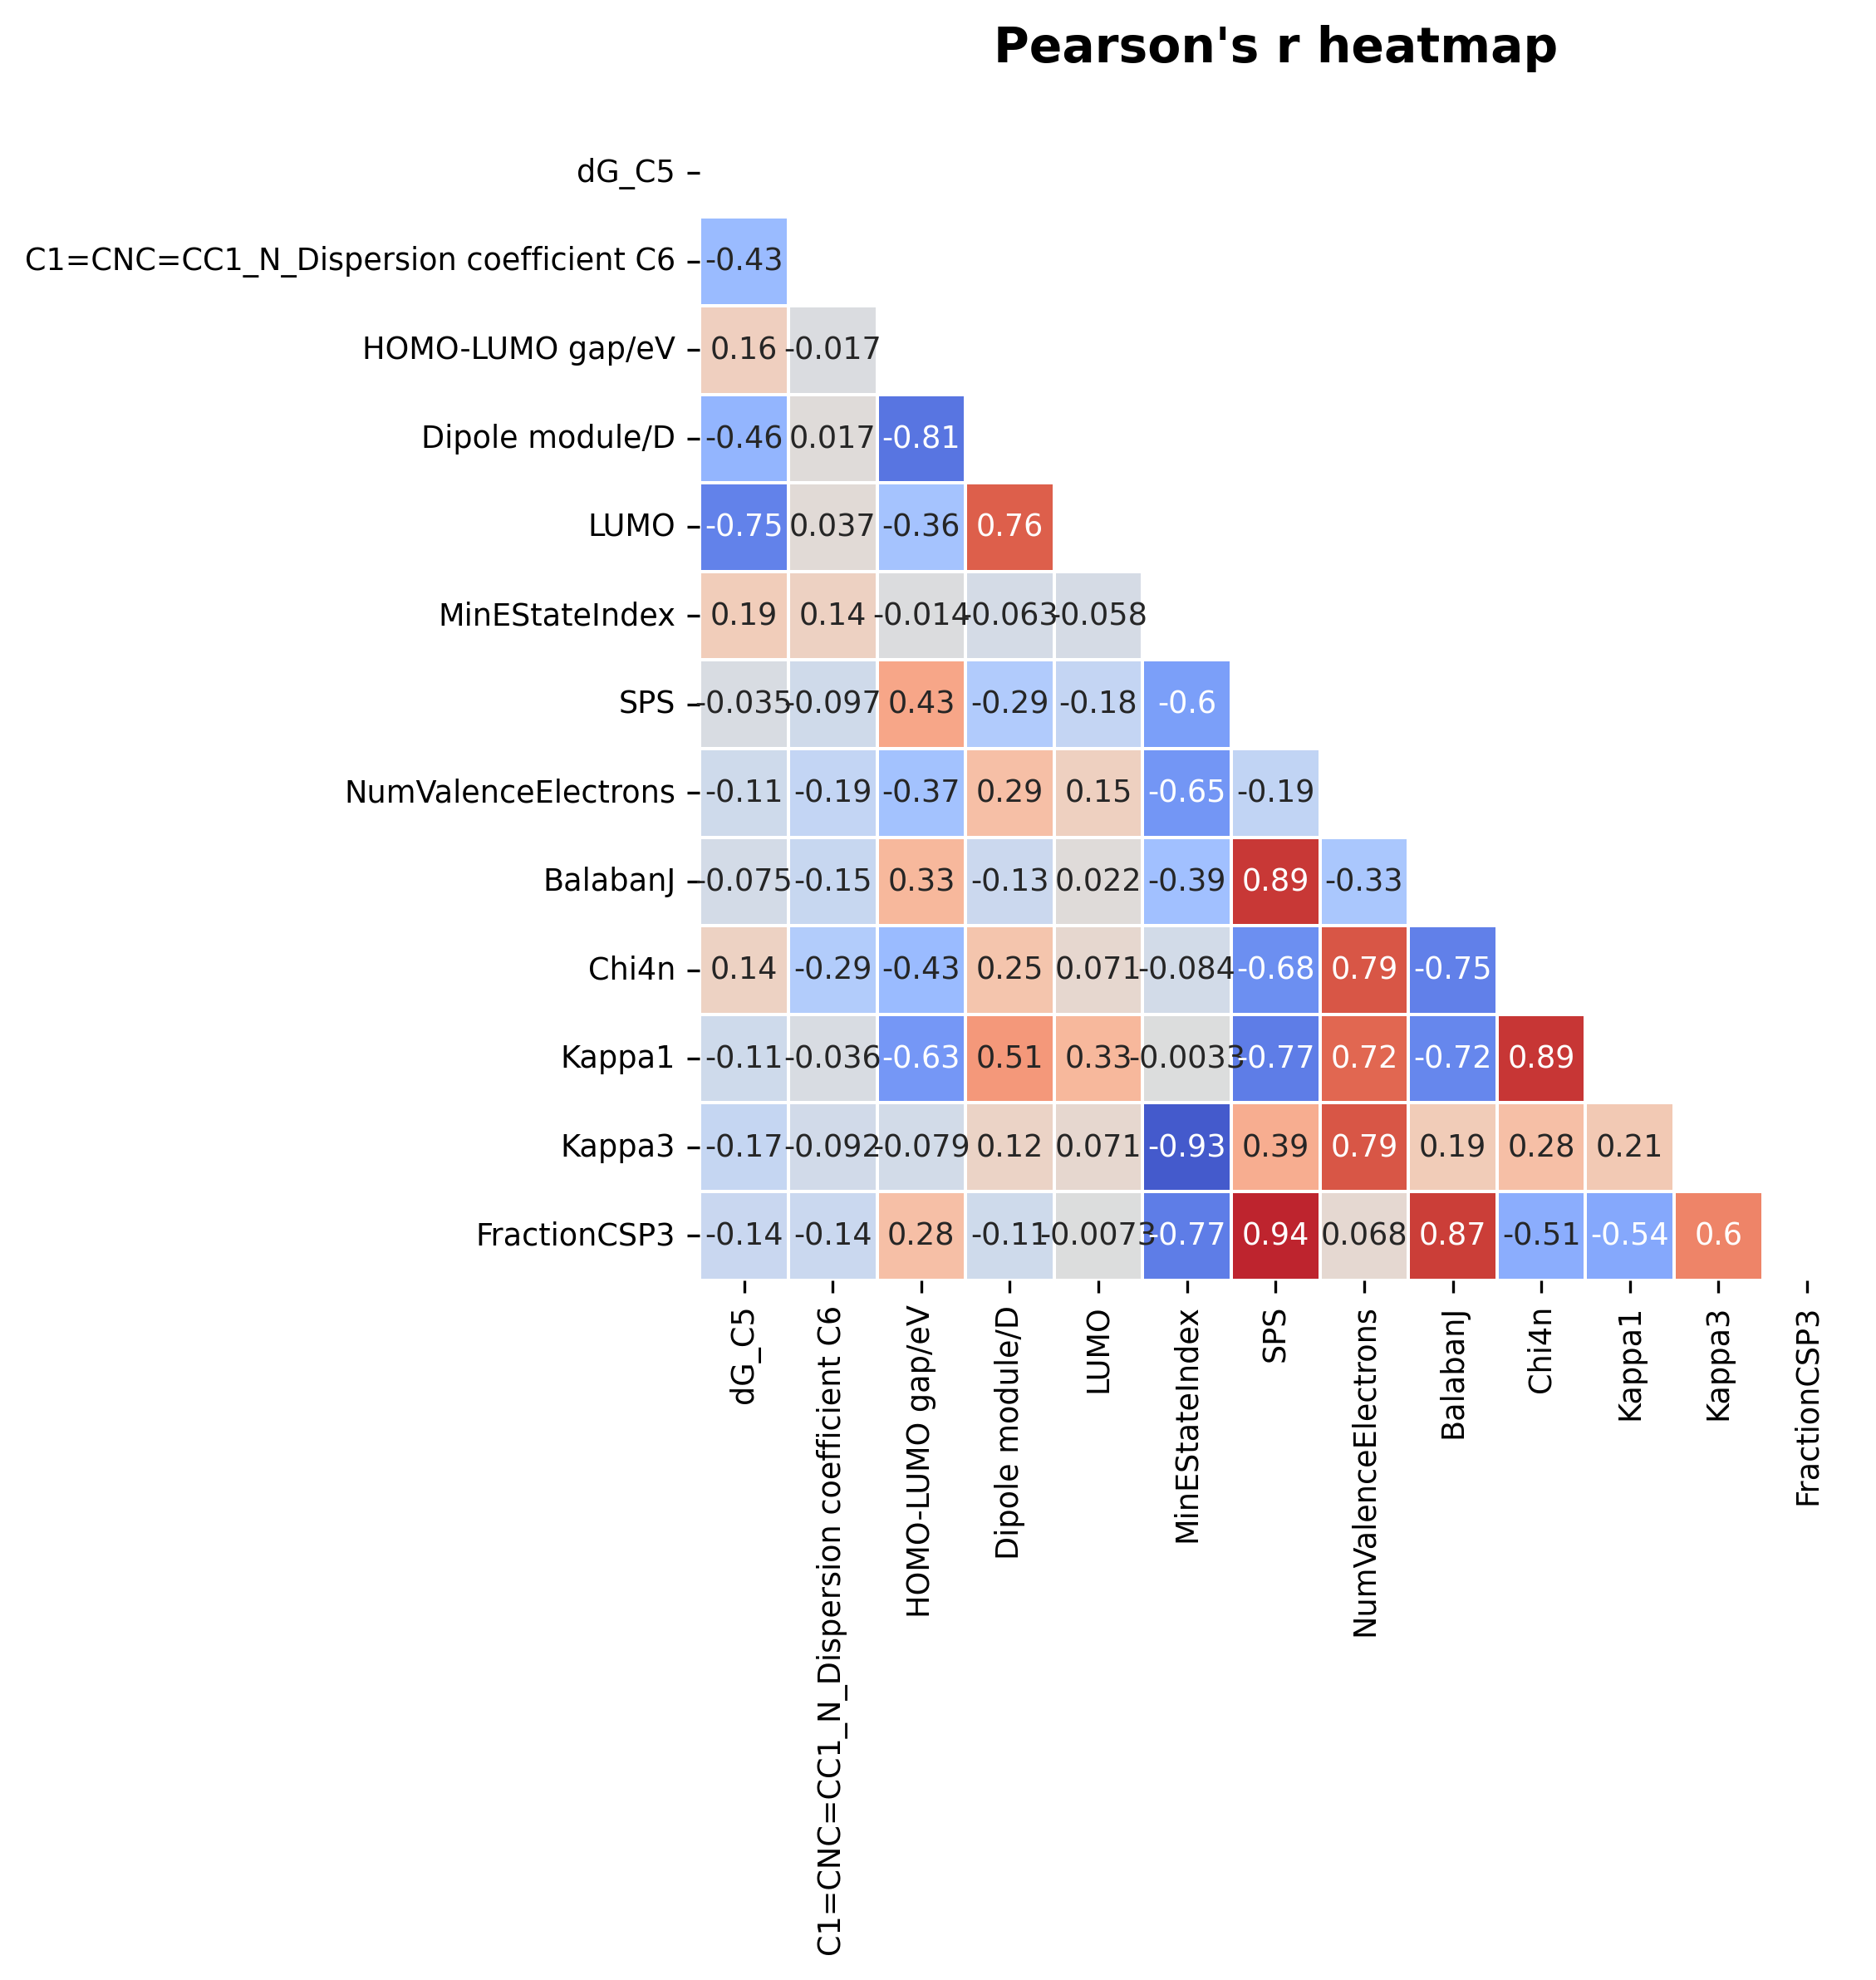 Pearson's r heatmap
dG_C5
C1=CNC=CC1_N_Dispersion coefficient C6 -0.43
HOMO-LUMO gap/eV 0.16 -0.017
Dipole module/D -0.46 0.017 -0.81
LUMO -0.75 0.037 -0.36 0.76
MinEStateIndex 0.19 0.14 -0.014 -0.063 -0.058
SPS -0.035 -0.097 0.43 -0.29 -0.18 -0.6
NumValenceElectrons -0.11 -0.19 -0.37 0.29 0.15 -0.65 -0.19
BalabanJ -0.075 -0.15 0.33 -0.13 0.022 -0.39 0.89 -0.33
Chi4n 0.14 -0.29 -0.43 0.25 0.071 -0.084 -0.68 0.79 -0.75
Kappa1 -0.11 -0.036 -0.63 0.51 0.33 -0.0033 -0.77 0.72 -0.72 0.89
Kappa3 -0.17 -0.092 -0.079 0.12 0.071 -0.93 0.39 0.79 0.19 0.28 0.21
FractionCSP3 -0.14 -0.14 0.28 -0.11 -0.0073 -0.77 0.94 0.068 0.87 -0.51 -0.54 0.6
dG_C5
C1=CNC=CC1_N_Dispersion coefficient C6
HOMO-LUMO gap/eV
Dipole module/D
LUMO
MinEStateIndex
SPS
NumValenceElectrons
BalabanJ
Chi4n
Kappa1
Kappa3
FractionCSP3